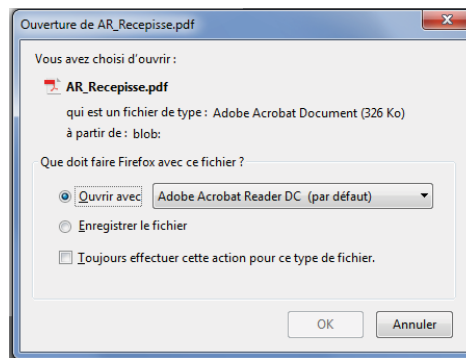 Ouverture de AR_Recepisse.pdf
Vous avez choisi d'ouvrir :
AR_Recepisse.pdf
qui est un fichier de type : Adobe Acrobat Document (326 Ko)
à partir de : blob:
Que doit faire Firefox avec ce fichier ?
Ouvrir avec Adobe Acrobat Reader DC (par défaut)
Enregistrer le fichier
Toujours effectuer cette action pour ce type de fichier.
OK Annuler